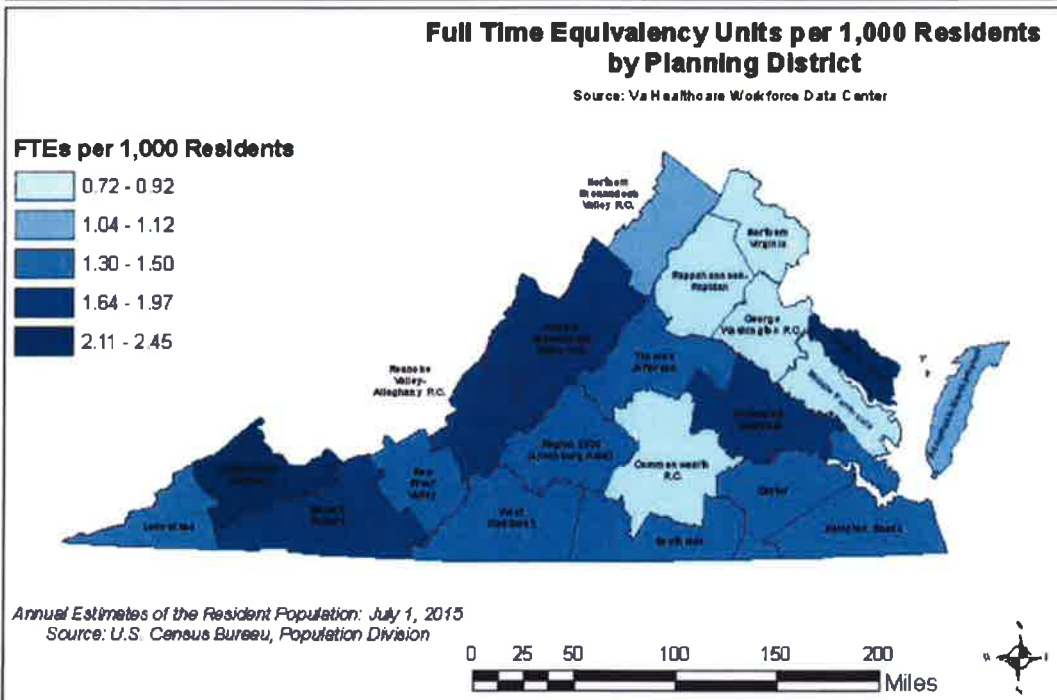 Full Time Equivalency Units per 1,000 Residents
by Planning District
Source: Va Healthcare Workforce Data Center
FTEs per 1,000 Residents
0.72 - 0.92
1.04 - 1.12
1.30 - 1.50
1.64 - 1.97
2.11 - 2.45
Northern
Shenandoah
Valley R.C.
Northern
Virginia
Rappahannock-
Rapidan
George
Washington R.C.
Thomas
Jefferson
Roanoke
Valley-
Alleghany R.C.
Region 2000
Commonwealth
R.C.
New
River
Valley
West
Piedmont
Southside
Crater
Hampton Roads
Annual Estimates of the Resident Population: July 1, 2015
Source: U.S. Census Bureau, Population Division
0 25 50 100 150 200
Miles